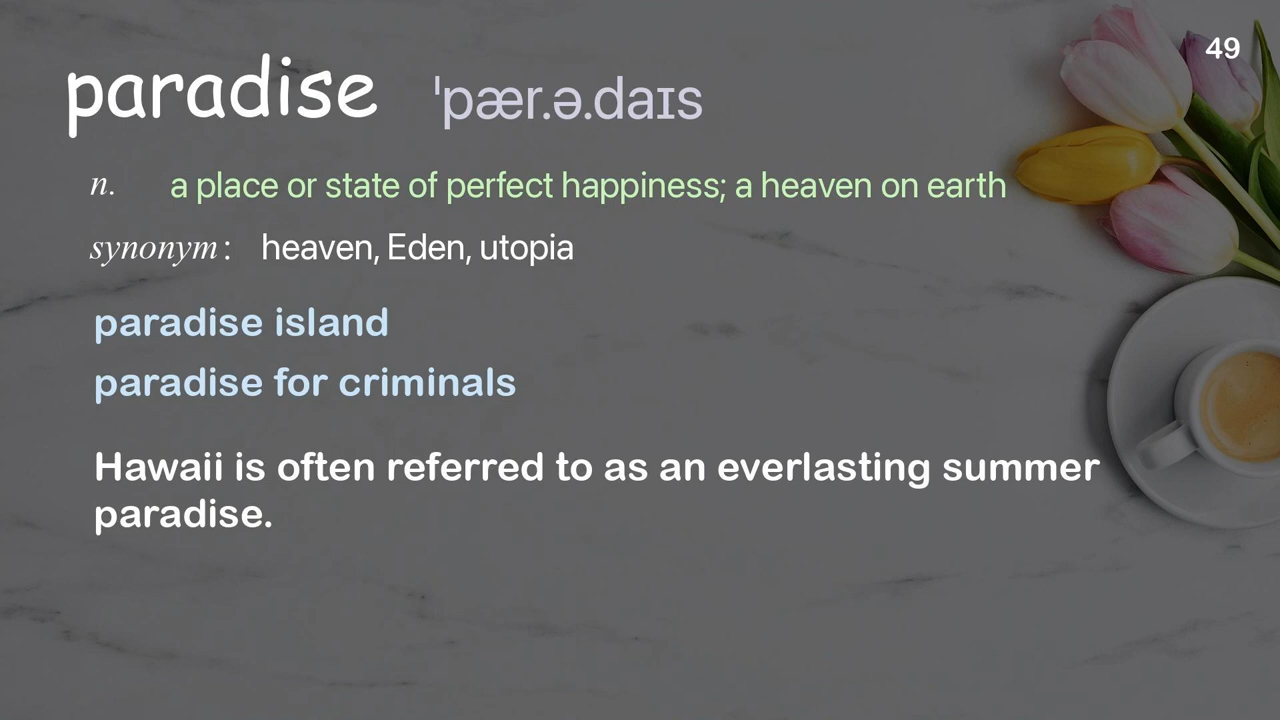 49
paradise ˈpær.ə.daɪs
n. a place or state of perfect happiness; a heaven on earth
synonym: heaven, Eden, utopia
paradise island
paradise for criminals
Hawaii is often referred to as an everlasting summer
paradise.